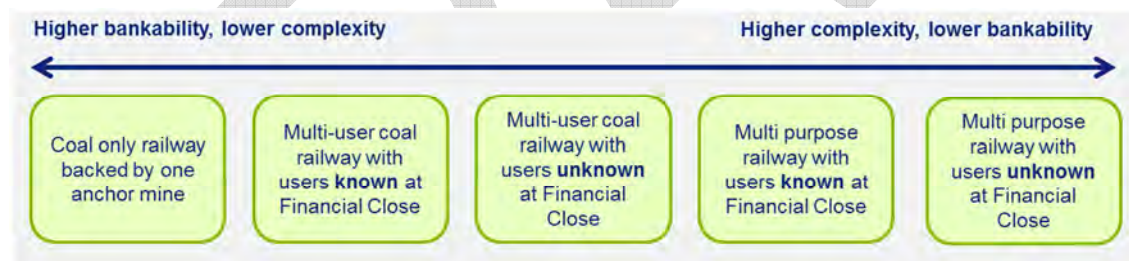 Higher bankability, lower complexity
Higher complexity, lower bankability
Coal only railway
backed by one
anchor mine
Multi-user coal
railway with
users known at
Financial Close
Multi-user coal
railway with
users unknown
at Financial
Close
Multi purpose
railway with
users known at
Financial Close
Multi purpose
railway with
users unknown
at Financial
Close